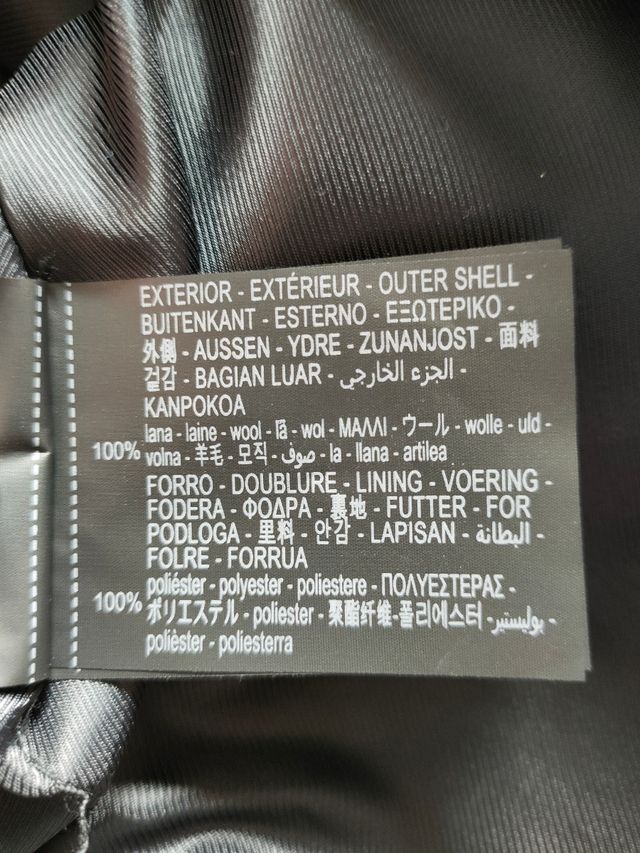 EXTERIOR - EXTÉRIEUR - OUTER SHELL -
BUITENKANT - ESTERNO - ΕΞΩΤΕΡΙΚΟ -
外側 - AUSSEN - YDRE - ZUNANJOST - 面料
겉감 - BAGIAN LUAR - الجزء الخارجي -
KANPOKOA
lana - laine - wool - lã - wol - ΜΑΛΛΙ - ウール - wolle - uld -
100% volna - 羊毛 - 모직 - صوف - la - llana - artilea
FORRO - DOUBLURE - LINING - VOERING -
FODERA - ΦΟΔΡΑ - 裏地 - FUTTER - FOR
PODLOGA - 里料 - 안감 - LAPISAN - البطانة -
FOLRE - FORRUA
100% poliéster - polyester - poliestere - ΠΟΛΥΕΣΤΕΡΑΣ -
ポリエステル - poliester - 聚酯纤维-폴리에스터 - بوليستير -
polièster - poliesterra